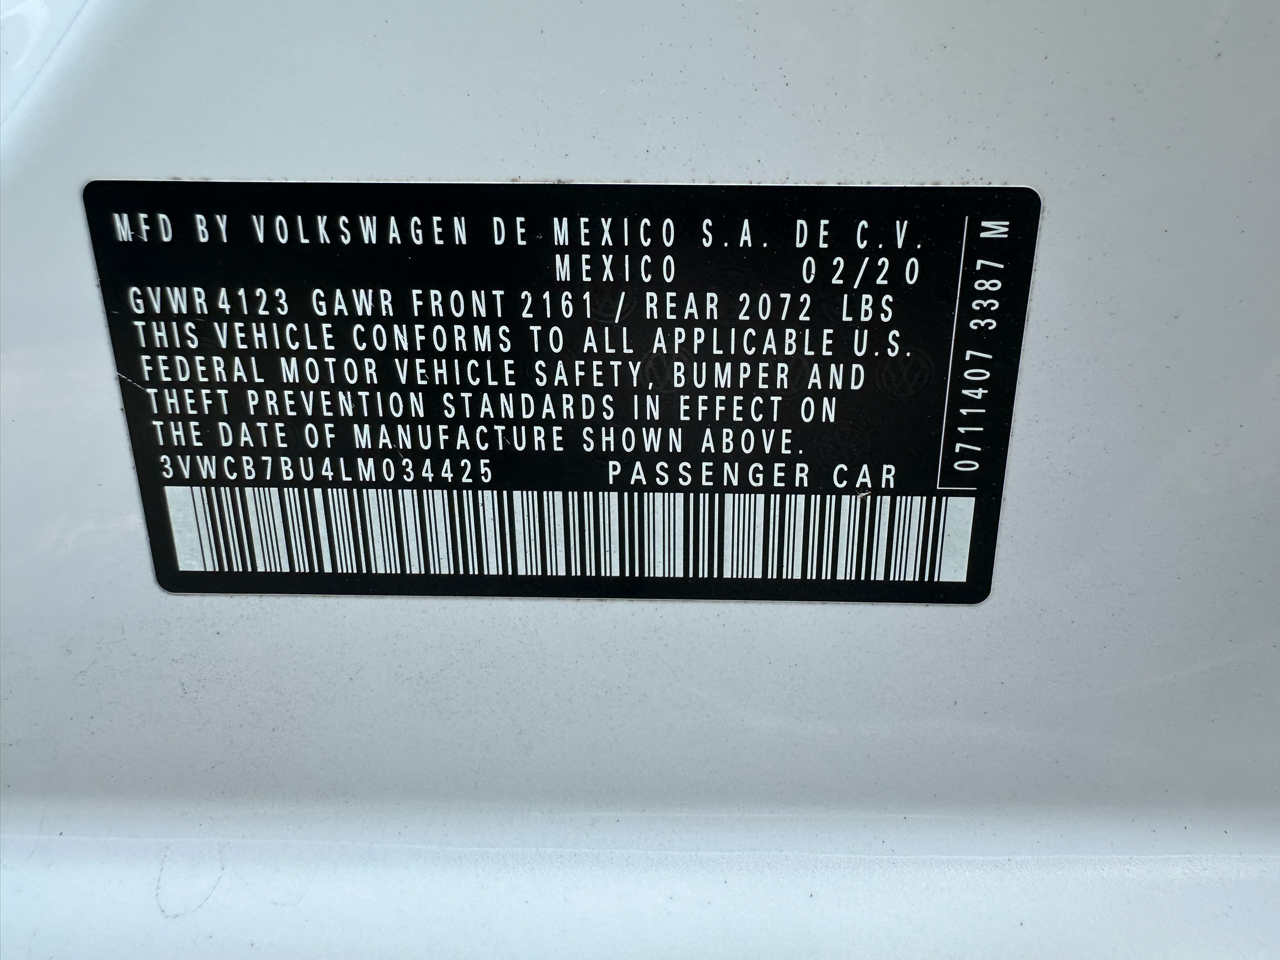 MFD BY VOLKSWAGEN DE MEXICO S.A. DE C.V.
MEXICO 02/20
GVWR 4123 GAWR FRONT 2161 / REAR 2072 LBS
THIS VEHICLE CONFORMS TO ALL APPLICABLE U.S.
FEDERAL MOTOR VEHICLE SAFETY, BUMPER AND
THEFT PREVENTION STANDARDS IN EFFECT ON
THE DATE OF MANUFACTURE SHOWN ABOVE.
3VWCB7BU4LM034425 PASSENGER CAR
0711407 3387 M